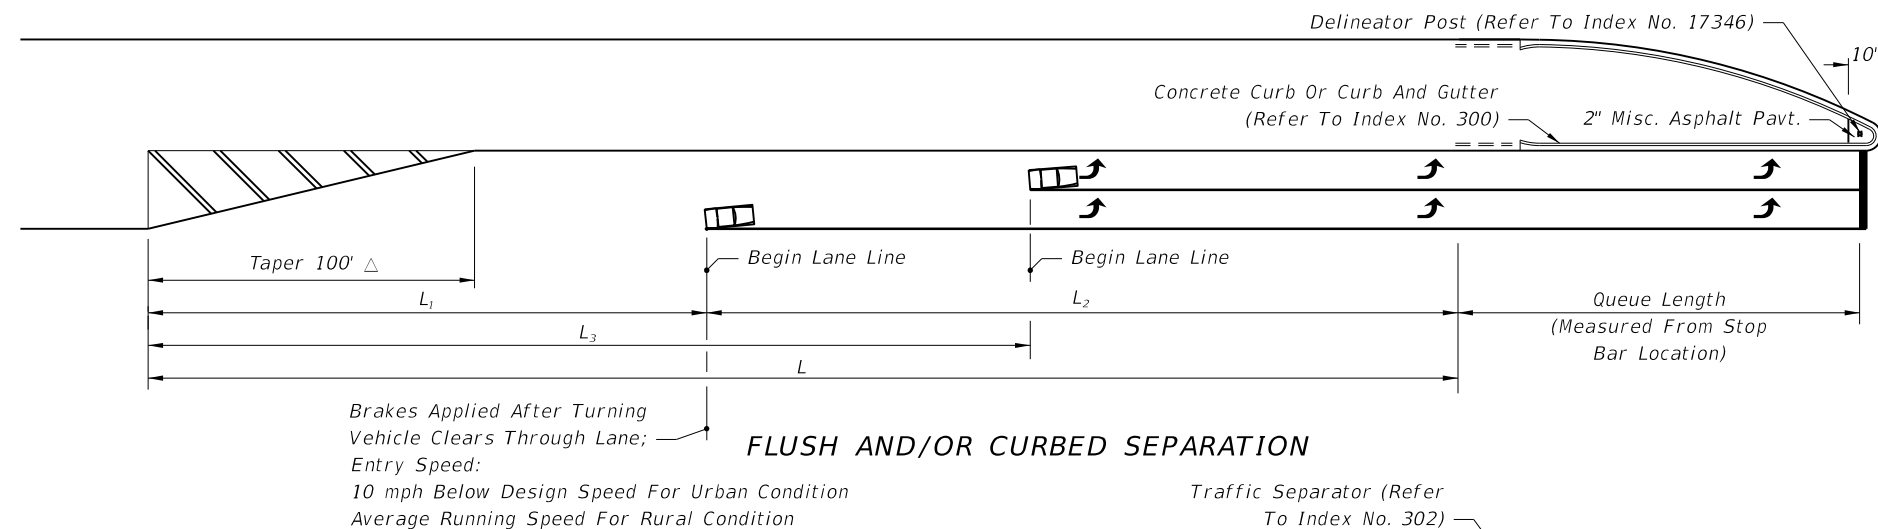 Delineator Post (Refer To Index No. 17346)
10'
Concrete Curb Or Curb And Gutter
(Refer To Index No. 300)
2" Misc. Asphalt Pavt.
Taper 100' △
Begin Lane Line
Begin Lane Line
L₁
L₂
Queue Length
(Measured From Stop
Bar Location)
L₃
L
Brakes Applied After Turning
Vehicle Clears Through Lane;
Entry Speed:
10 mph Below Design Speed For Urban Condition
Average Running Speed For Rural Condition
FLUSH AND/OR CURBED SEPARATION
Traffic Separator (Refer
To Index No. 302)